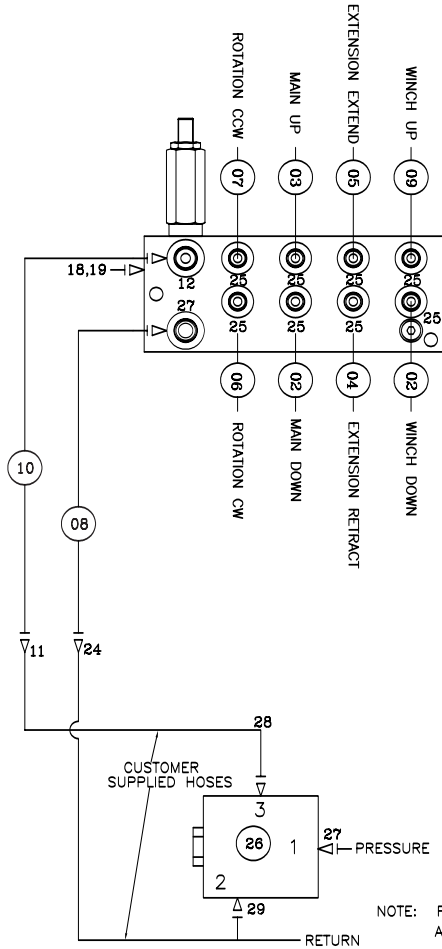 ROTATION CCW
MAIN UP
EXTENSION EXTEND
WINCH UP
07
03
05
09
18,19
12
25
25
25
27
25
25
25
25
06
02
04
02
ROTATION CW
MAIN DOWN
EXTENSION RETRACT
WINCH DOWN
10
08
11
24
28
CUSTOMER
SUPPLIED HOSES
3
26
1
27
PRESSURE
2
29
RETURN
NOTE: